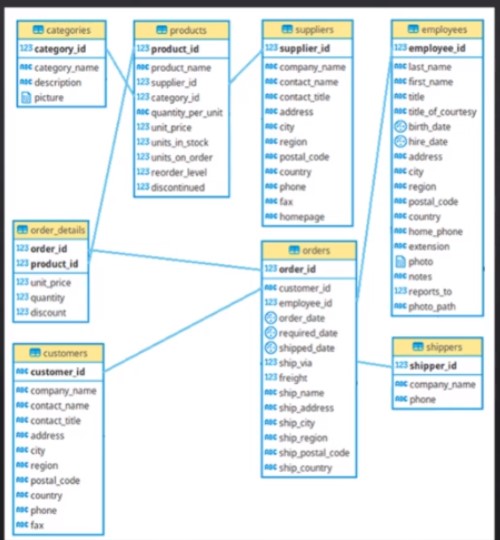 categories
123 category_id
ABC category_name
ABC description
picture
products
123 product_id
ABC product_name
123 supplier_id
123 category_id
ABC quantity_per_unit
123 unit_price
123 units_in_stock
123 units_on_order
123 reorder_level
123 discontinued
suppliers
123 supplier_id
ABC company_name
ABC contact_name
ABC contact_title
ABC address
ABC city
ABC region
ABC postal_code
ABC country
ABC phone
ABC fax
ABC homepage
employees
123 employee_id
ABC last_name
ABC first_name
ABC title
ABC title_of_courtesy
birth_date
hire_date
ABC address
ABC city
ABC region
ABC postal_code
ABC country
ABC home_phone
ABC extension
photo
ABC notes
123 reports_to
ABC photo_path
order_details
123 order_id
123 product_id
123 unit_price
123 quantity
123 discount
orders
123 order_id
ABC customer_id
123 employee_id
order_date
required_date
shipped_date
123 ship_via
123 freight
ABC ship_name
ABC ship_address
ABC ship_city
ABC ship_region
ABC ship_postal_code
ABC ship_country
customers
ABC customer_id
ABC company_name
ABC contact_name
ABC contact_title
ABC address
ABC city
ABC region
ABC postal_code
ABC country
ABC phone
ABC fax
shippers
123 shipper_id
ABC company_name
ABC phone